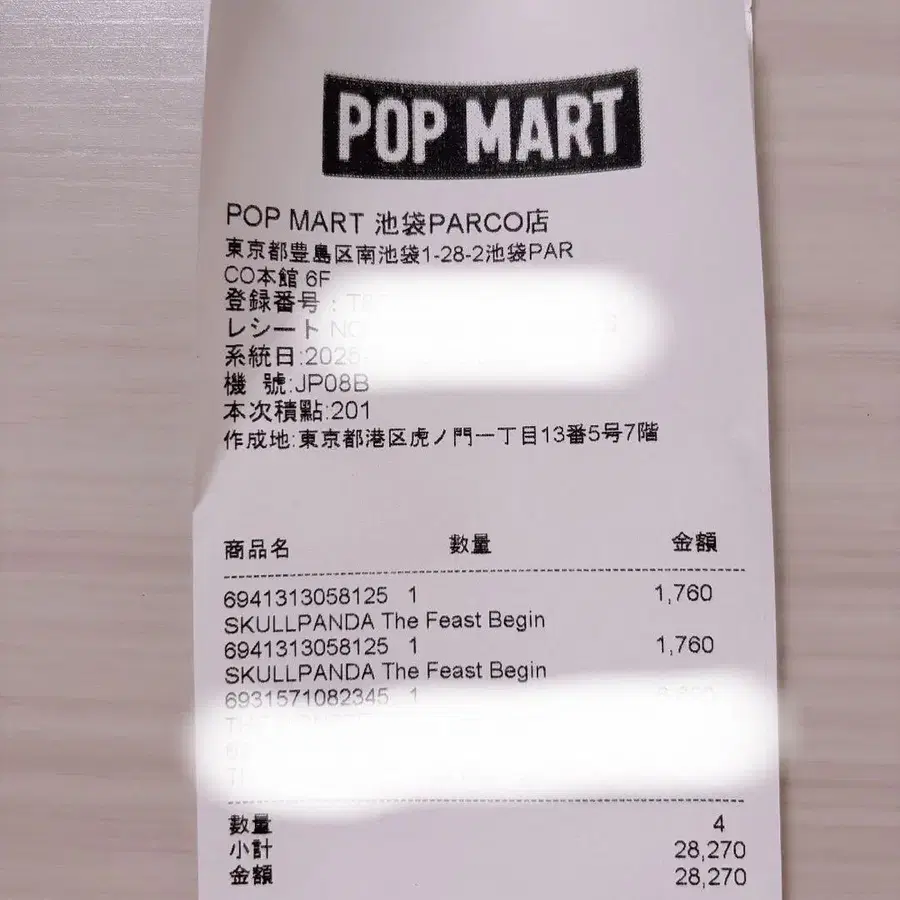 POP MART
POP MART 池袋PARCO店
東京都豊島区南池袋1-28-2池袋PAR
CO本館 6F
登録番号:
レシート NO
系統日:2025
機 號:JP08B
本次積點:201
作成地:東京都港区虎ノ門一丁目13番5号7階
商品名 數量 金額
6941313058125 1 1,760
SKULLPANDA The Feast Begin
6941313058125 1 1,760
SKULLPANDA The Feast Begin
6931571082345 1
數量 4
小計 28,270
金額 28,270